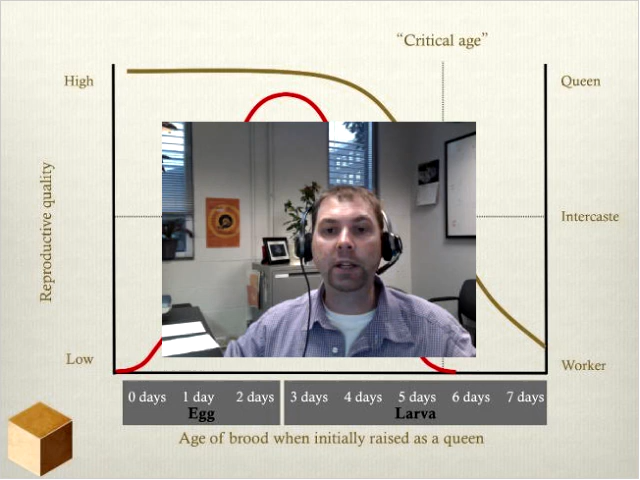 “Critical age”
High
Queen
Reproductive quality
Intercaste
Low
Worker
0 days 1 day 2 days 3 days 4 days 5 days 6 days 7 days
Egg Larva
Age of brood when initially raised as a queen